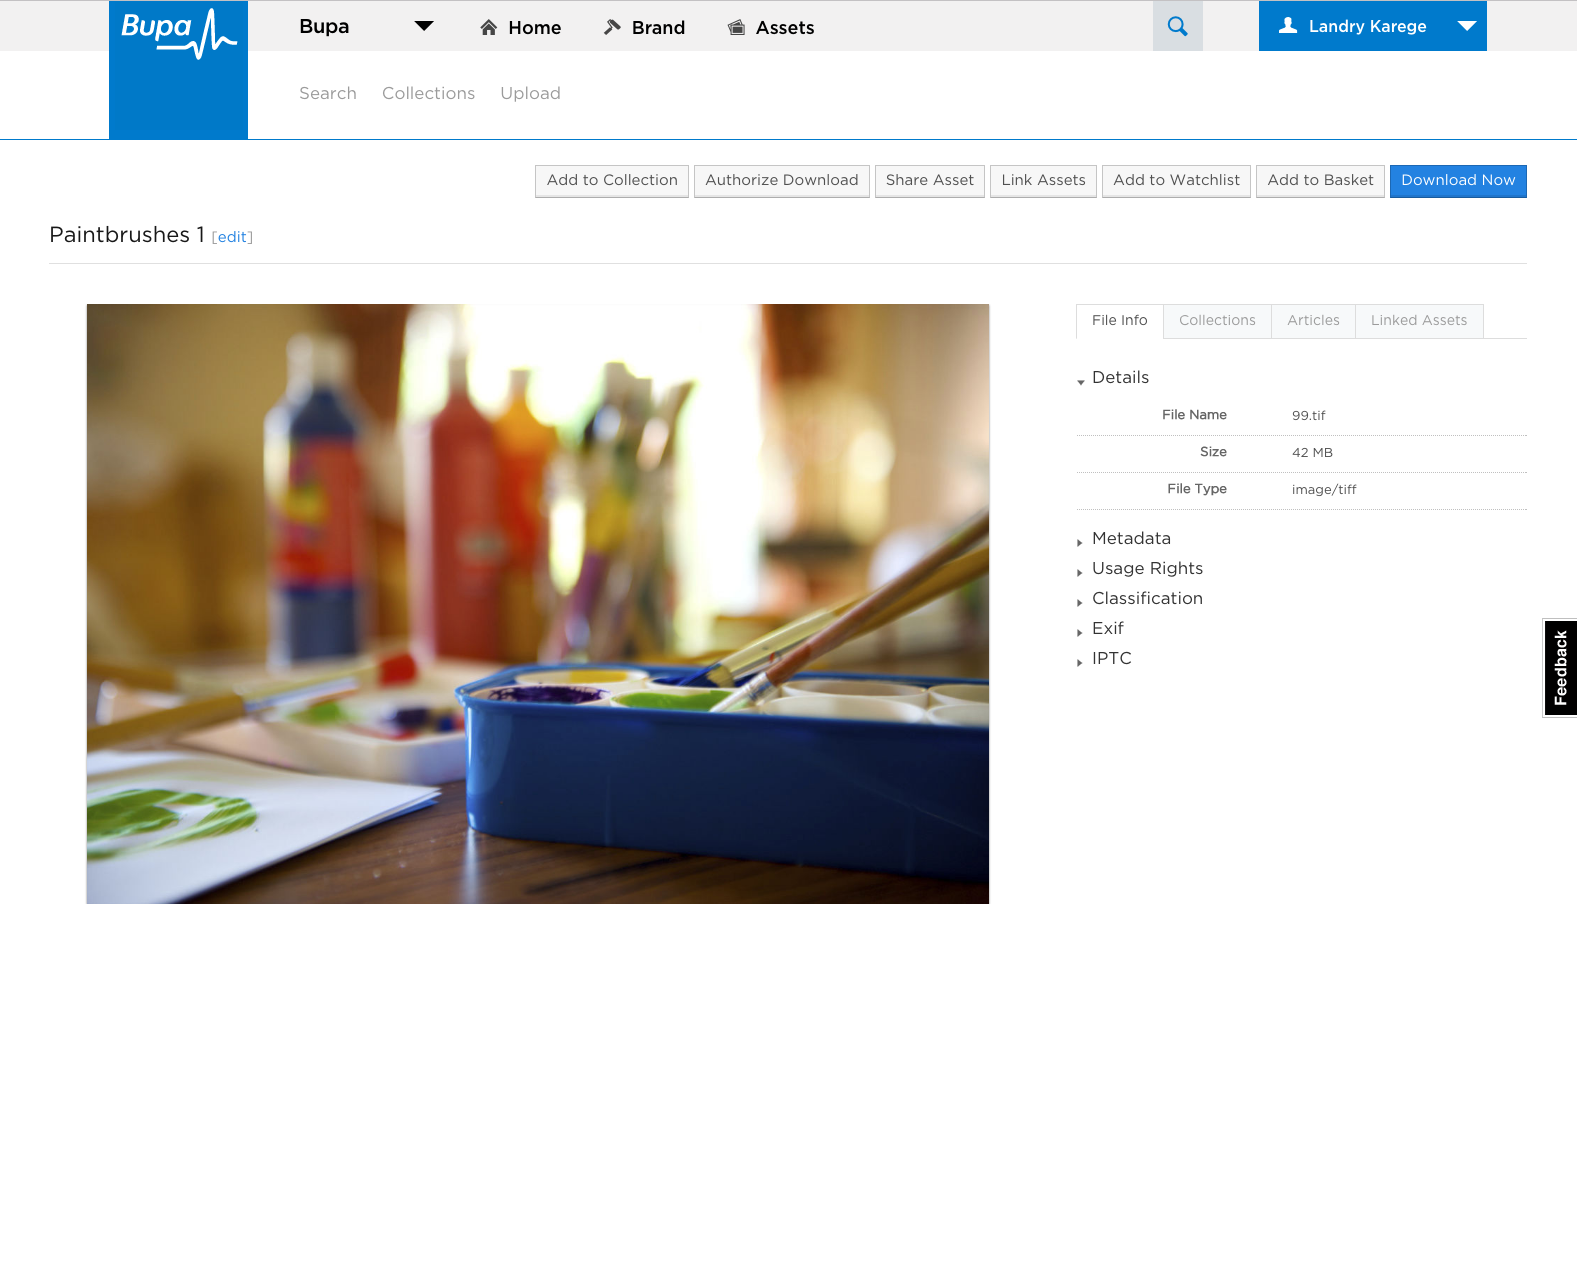 Bupa
Bupa Home Brand Assets Landry Karege
Search Collections Upload
Add to Collection Authorize Download Share Asset Link Assets Add to Watchlist Add to Basket Download Now
Paintbrushes 1 [edit]
File Info Collections Articles Linked Assets
Details
File Name 99.tif
Size 42 MB
File Type image/tiff
Metadata
Usage Rights
Classification
Exif
IPTC
Feedback